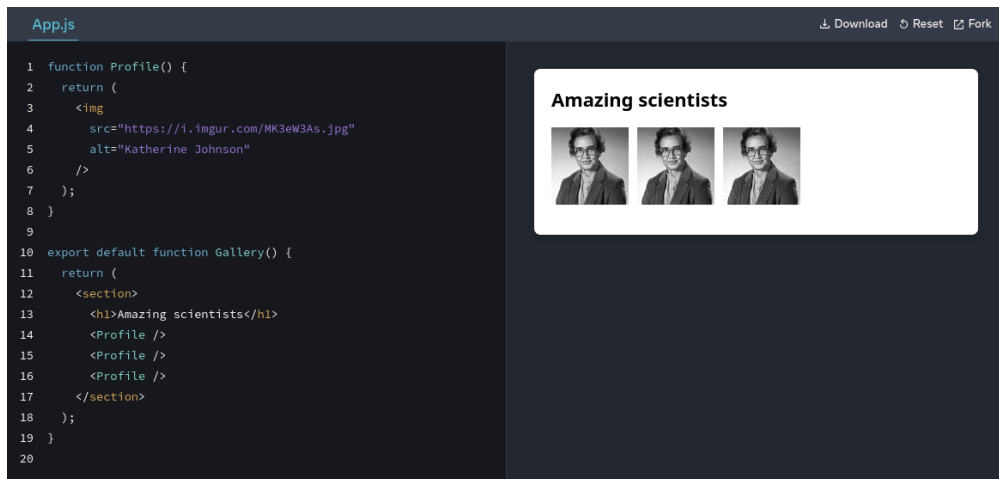 App.js
Download Reset Fork
1 function Profile() {
2   return (
3     <img
4       src="https://i.imgur.com/MK3eW3As.jpg"
5       alt="Katherine Johnson"
6     />
7   );
8 }
9
10 export default function Gallery() {
11   return (
12     <section>
13       <h1>Amazing scientists</h1>
14       <Profile />
15       <Profile />
16       <Profile />
17     </section>
18   );
19 }
20
Amazing scientists